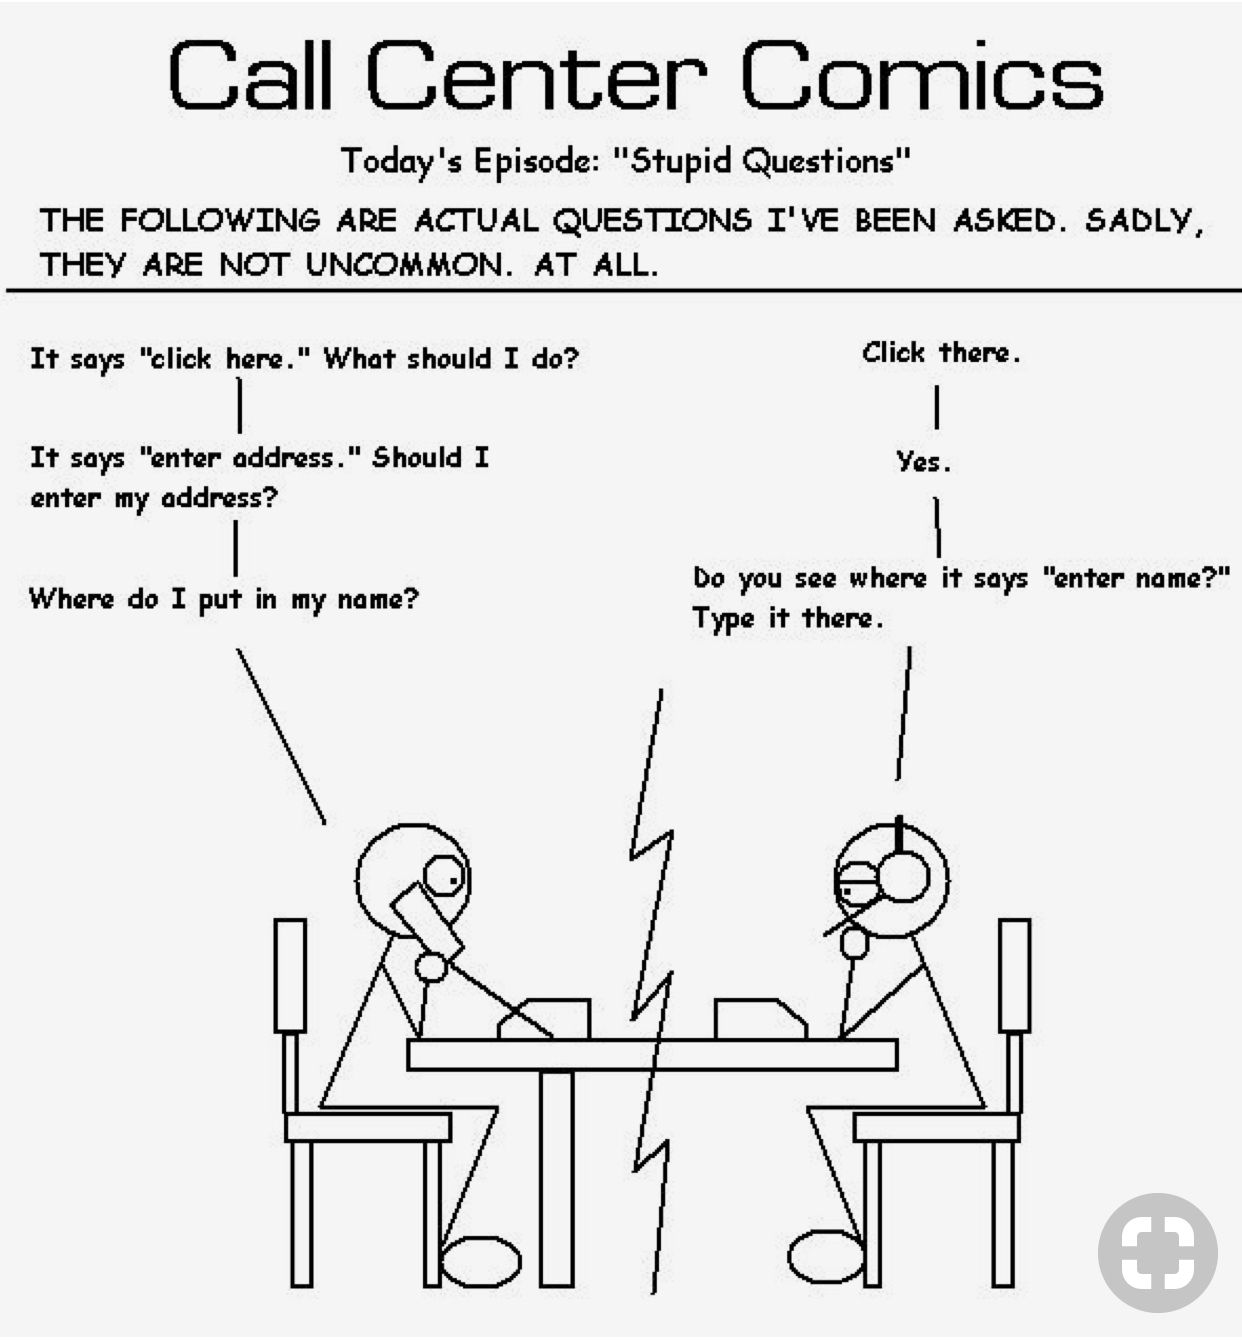 Call Center Comics
Today's Episode: "Stupid Questions"
THE FOLLOWING ARE ACTUAL QUESTIONS I'VE BEEN ASKED. SADLY,
THEY ARE NOT UNCOMMON. AT ALL.
It says "click here." What should I do?
Click there.
It says "enter address." Should I
enter my address?
Yes.
Where do I put in my name?
Do you see where it says "enter name?"
Type it there.